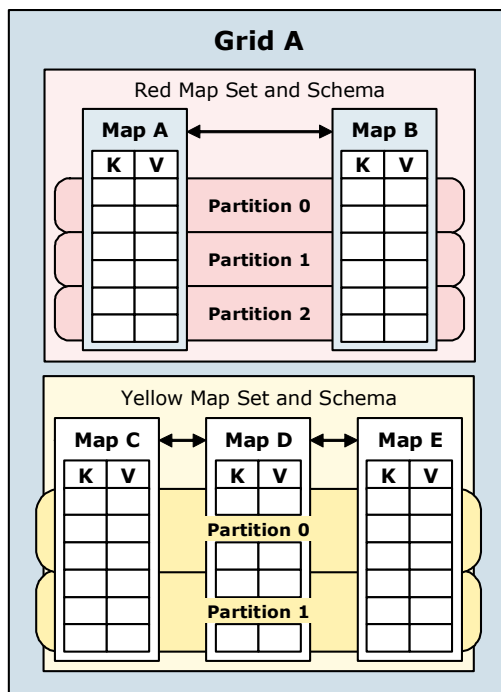 Grid A
Red Map Set and Schema
Map A
Map B
K V
K V
Partition 0
Partition 1
Partition 2
Yellow Map Set and Schema
Map C
Map D
Map E
K V
K V
K V
Partition 0
Partition 1